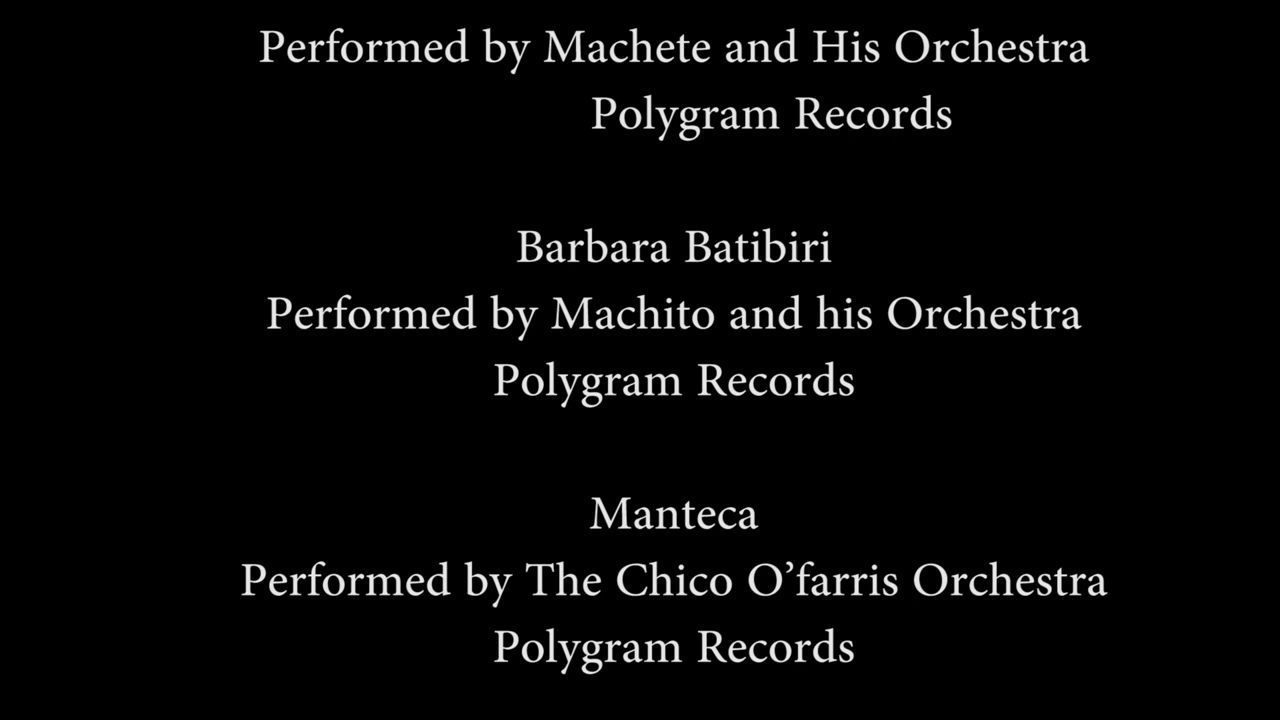 Performed by Machete and His Orchestra
Polygram Records
Barbara Batibiri
Performed by Machito and his Orchestra
Polygram Records
Manteca
Performed by The Chico O’farris Orchestra
Polygram Records